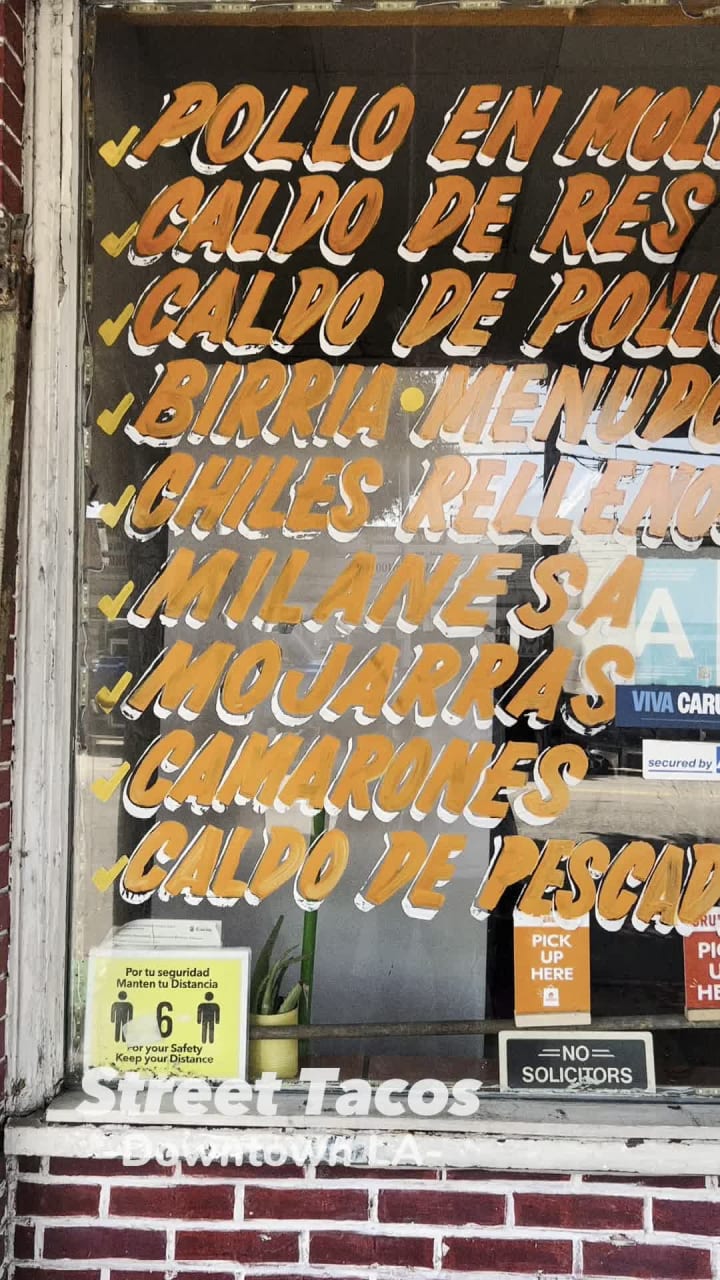 POLLO EN MOL
CALDO DE RES
CALDO DE POLL
BIRRIA • MENUDO
CHILES RELLENO
MILANESA
A
MOJARRAS
VIVA CARU
CAMARONES
secured by
CALDO DE PESCAD
PICK
UP
HERE
PI
U
HE
Por tu seguridad
Manten tu Distancia
6
For your Safety
Keep your Distance
NO
SOLICITORS
Street Tacos
-Downtown LA-